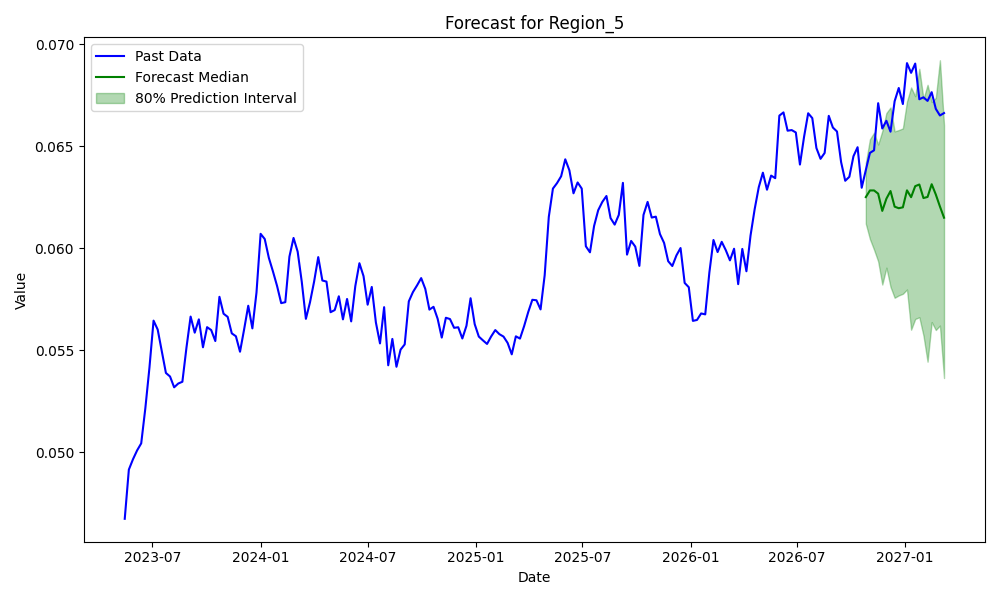 Forecast for Region_5
Past Data
Forecast Median
80% Prediction Interval
Value
0.070
0.065
0.060
0.055
0.050
2023-07
2024-01
2024-07
2025-01
2025-07
2026-01
2026-07
2027-01
Date